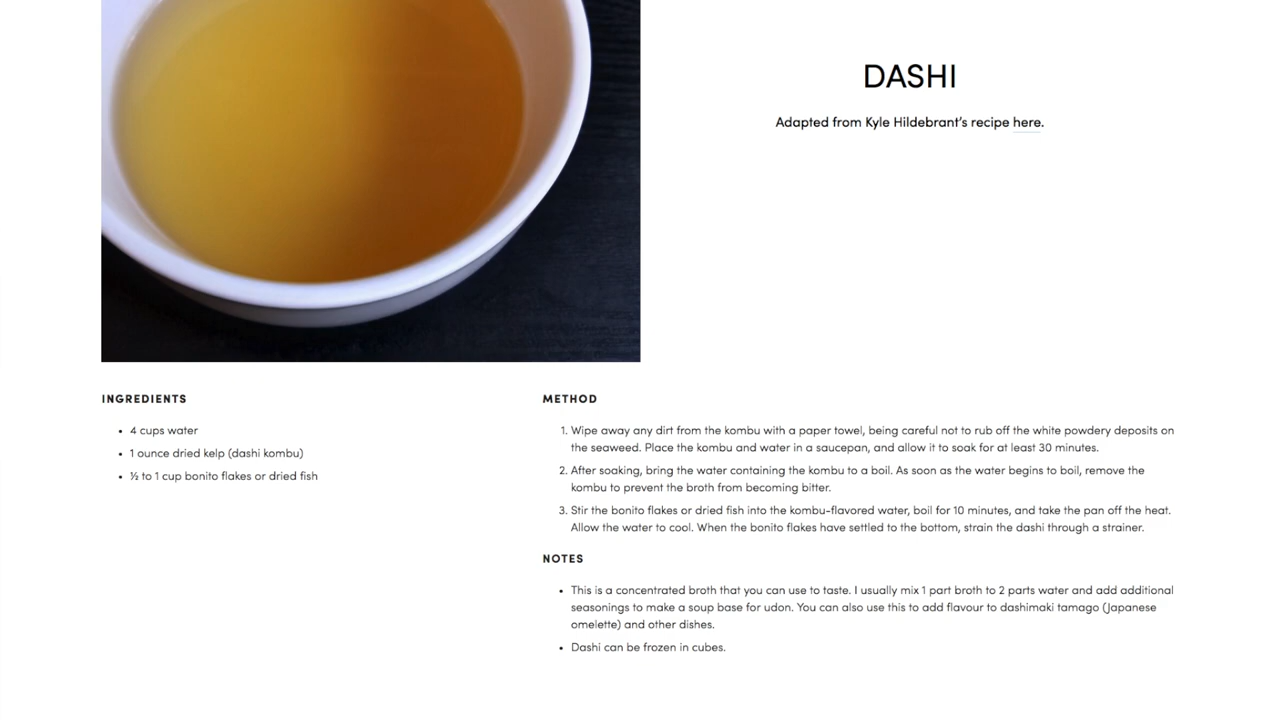 DASHI
Adapted from Kyle Hildebrant's recipe here.
INGREDIENTS
• 4 cups water
• 1 ounce dried kelp (dashi kombu)
• ½ to 1 cup bonito flakes or dried fish
METHOD
1. Wipe away any dirt from the kombu with a paper towel, being careful not to rub off the white powdery deposits on
the seaweed. Place the kombu and water in a saucepan, and allow it to soak for at least 30 minutes.
2. After soaking, bring the water containing the kombu to a boil. As soon as the water begins to boil, remove the
kombu to prevent the broth from becoming bitter.
3. Stir the bonito flakes or dried fish into the kombu-flavored water, boil for 10 minutes, and take the pan off the heat.
Allow the water to cool. When the bonito flakes have settled to the bottom, strain the dashi through a strainer.
NOTES
• This is a concentrated broth that you can use to taste. I usually mix 1 part broth to 2 parts water and add additional
seasonings to make a soup base for udon. You can also use this to add flavour to dashimaki tamago (Japanese
omelette) and other dishes.
• Dashi can be frozen in cubes.